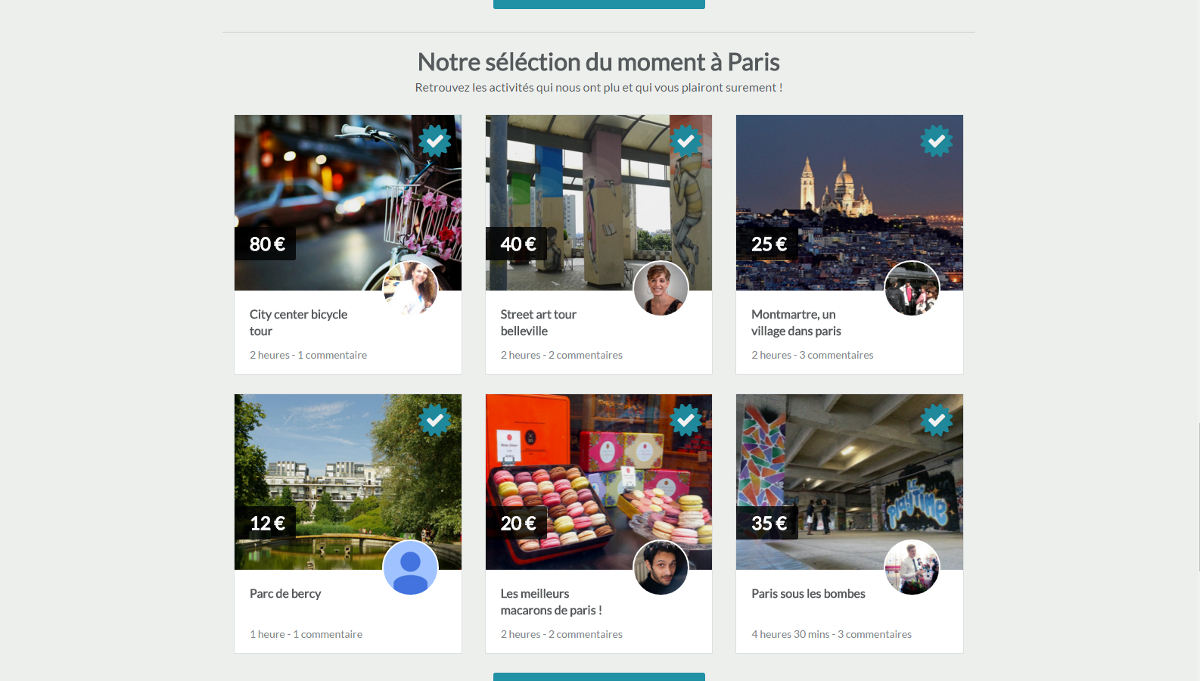 Notre séléction du moment à Paris
Retrouvez les activités qui nous ont plu et qui vous plairont surement !
80 €
40 €
25 €
City center bicycle
tour
2 heures - 1 commentaire
Street art tour
belleville
2 heures - 2 commentaires
Montmartre, un
village dans paris
2 heures - 3 commentaires
12 €
20 €
35 €
Parc de bercy
1 heure - 1 commentaire
Les meilleurs
macarons de paris !
2 heures - 2 commentaires
Paris sous les bombes
4 heures 30 mins - 3 commentaires